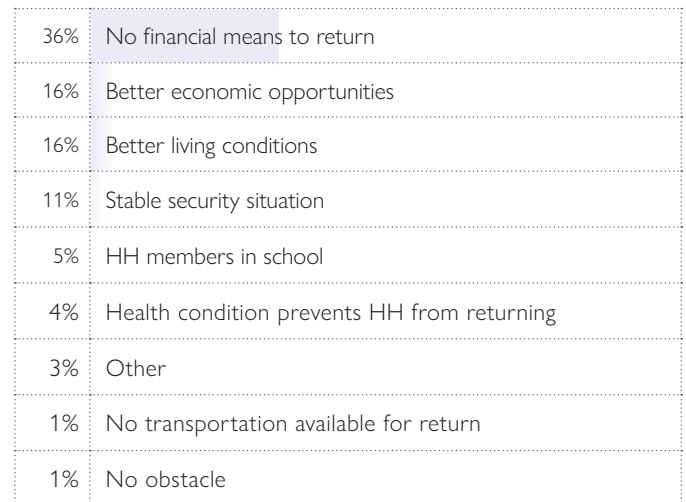 36% No financial means to return
16% Better economic opportunities
16% Better living conditions
11% Stable security situation
5% HH members in school
4% Health condition prevents HH from returning
3% Other
1% No transportation available for return
1% No obstacle